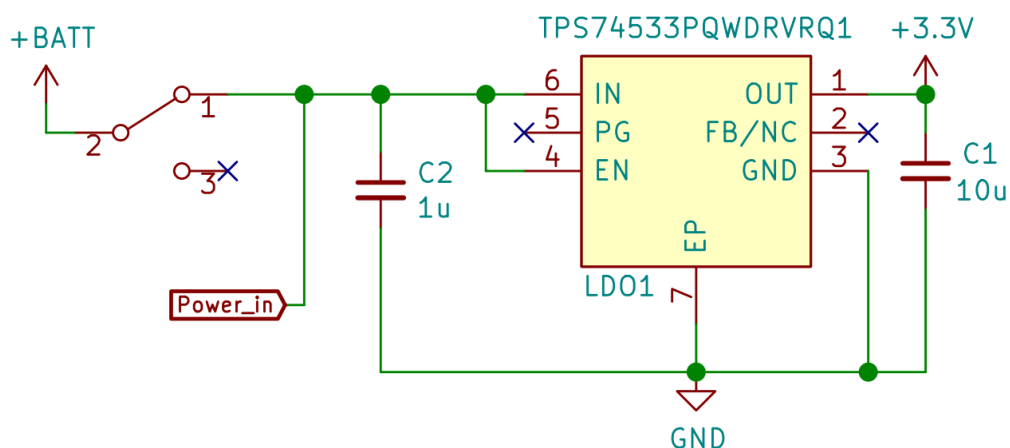 TPS74533PQWDRVRQ1
+3.3V
+BATT
1
2
3
6 IN OUT 1
5 PG FB/NC 2
4 EN GND 3
C2
1u
C1
10u
EP
7
LDO1
Power_in
GND